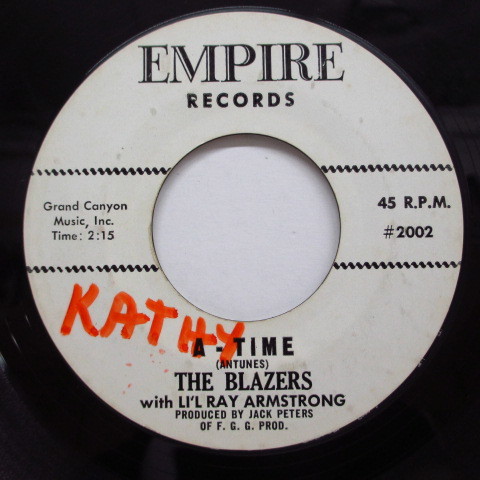 EMPIRE
RECORDS
Grand Canyon
Music, Inc.
Time: 2:15
45 R.P.M.
#2002
KATHY
A - TIME
(ANTUNES)
THE BLAZERS
with LI'L RAY ARMSTRONG
PRODUCED BY JACK PETERS
OF F. G. G. PROD.